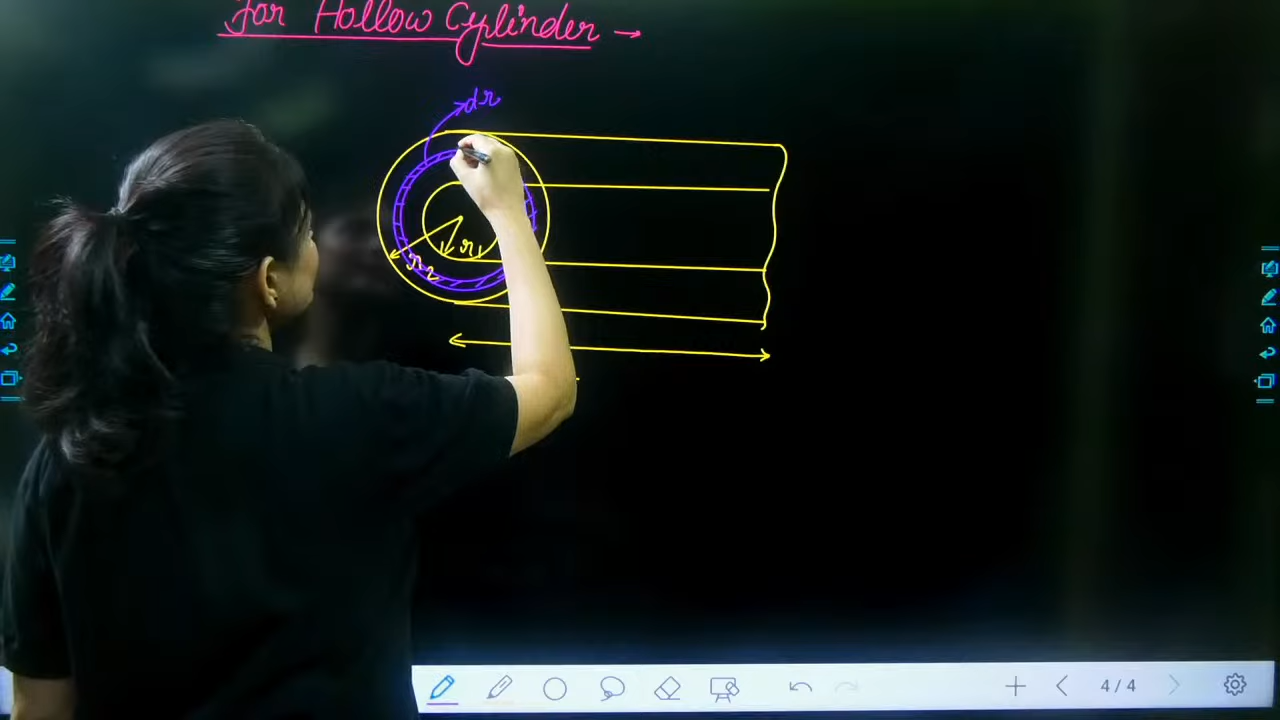 For Hollow Cylinder →
dr
r1
r2
4/4